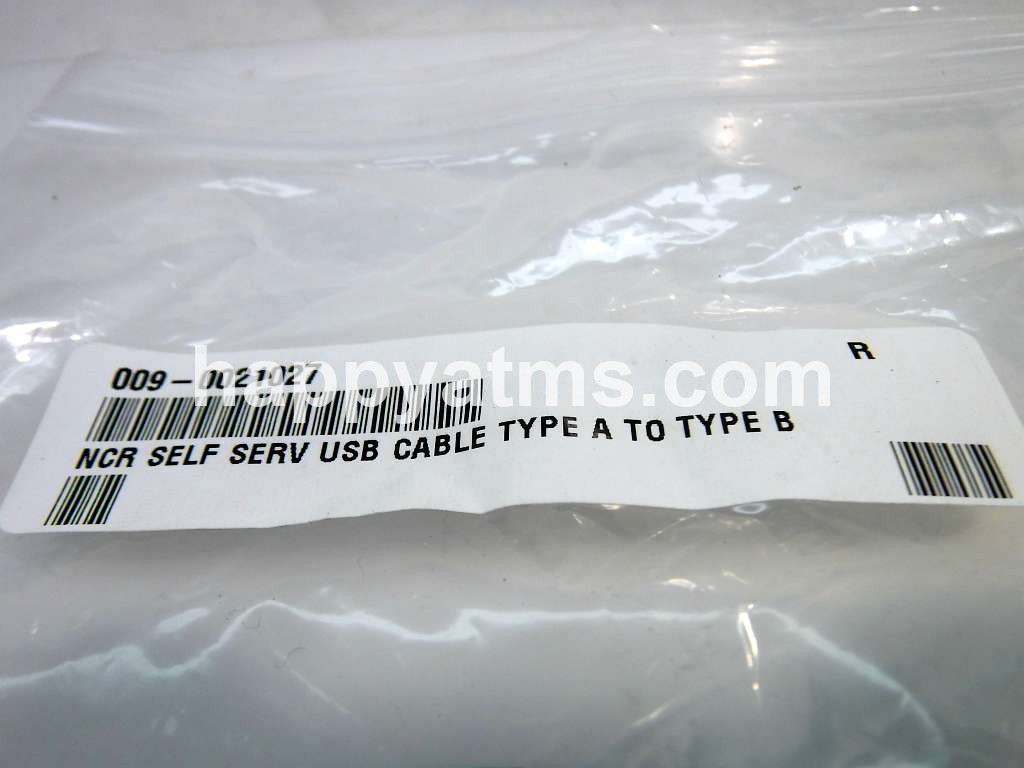 R
009-0021027
happyatms.com
NCR SELF SERV USB CABLE TYPE A TO TYPE B